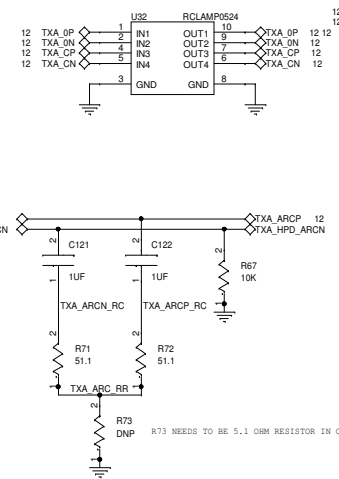 12
12
U32 RCLAMP0524
12 TXA_0P 1 IN1 OUT1 10 TXA_0P 12 12
12 TXA_0N 2 IN2 OUT2 9 TXA_0N 12
12 TXA_CP 4 IN3 OUT3 7 TXA_CP 12
12 TXA_CN 5 IN4 OUT4 6 TXA_CN 12
3 GND GND 8
TXA_ARCP 12
CN TXA_HPD_ARCN
2 C121 2 C122 2
1UF 1UF R67
10K
1 1 1
TXA_ARCN_RC TXA_ARCP_RC
2 2
R71 R72
51.1 51.1
1 TXA_ARC_RR 1
2
R73
DNP R73 NEEDS TO BE 5.1 OHM RESISTOR IN
1